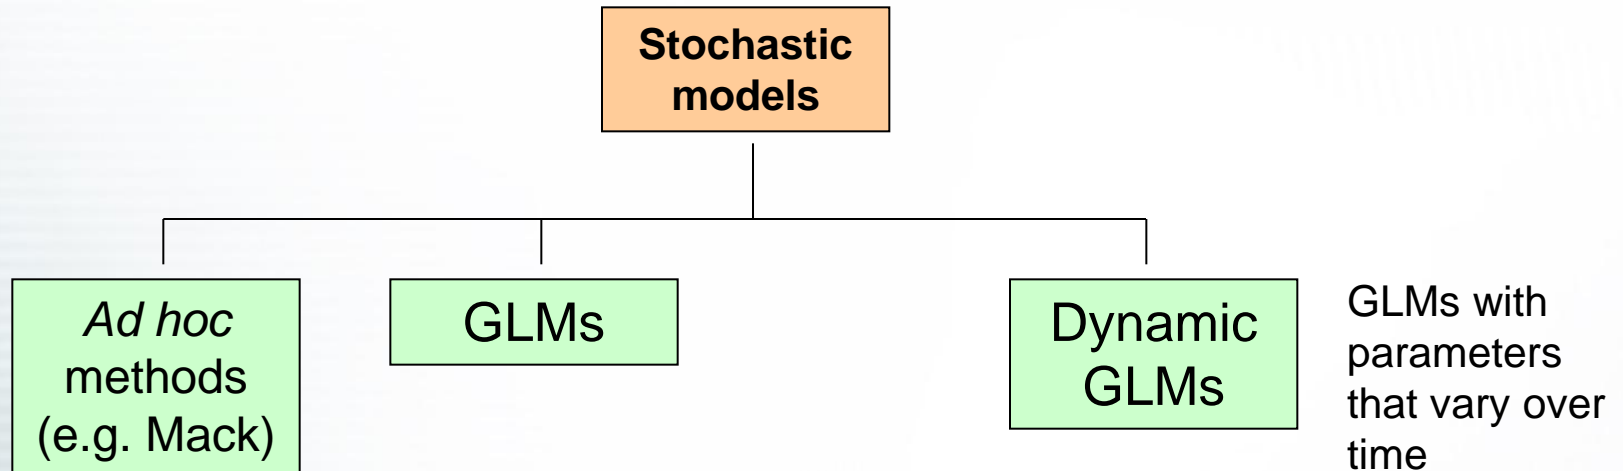 Stochastic
models
Ad hoc
methods
(e.g. Mack)
GLMs
Dynamic
GLMs
GLMs with
parameters
that vary over
time